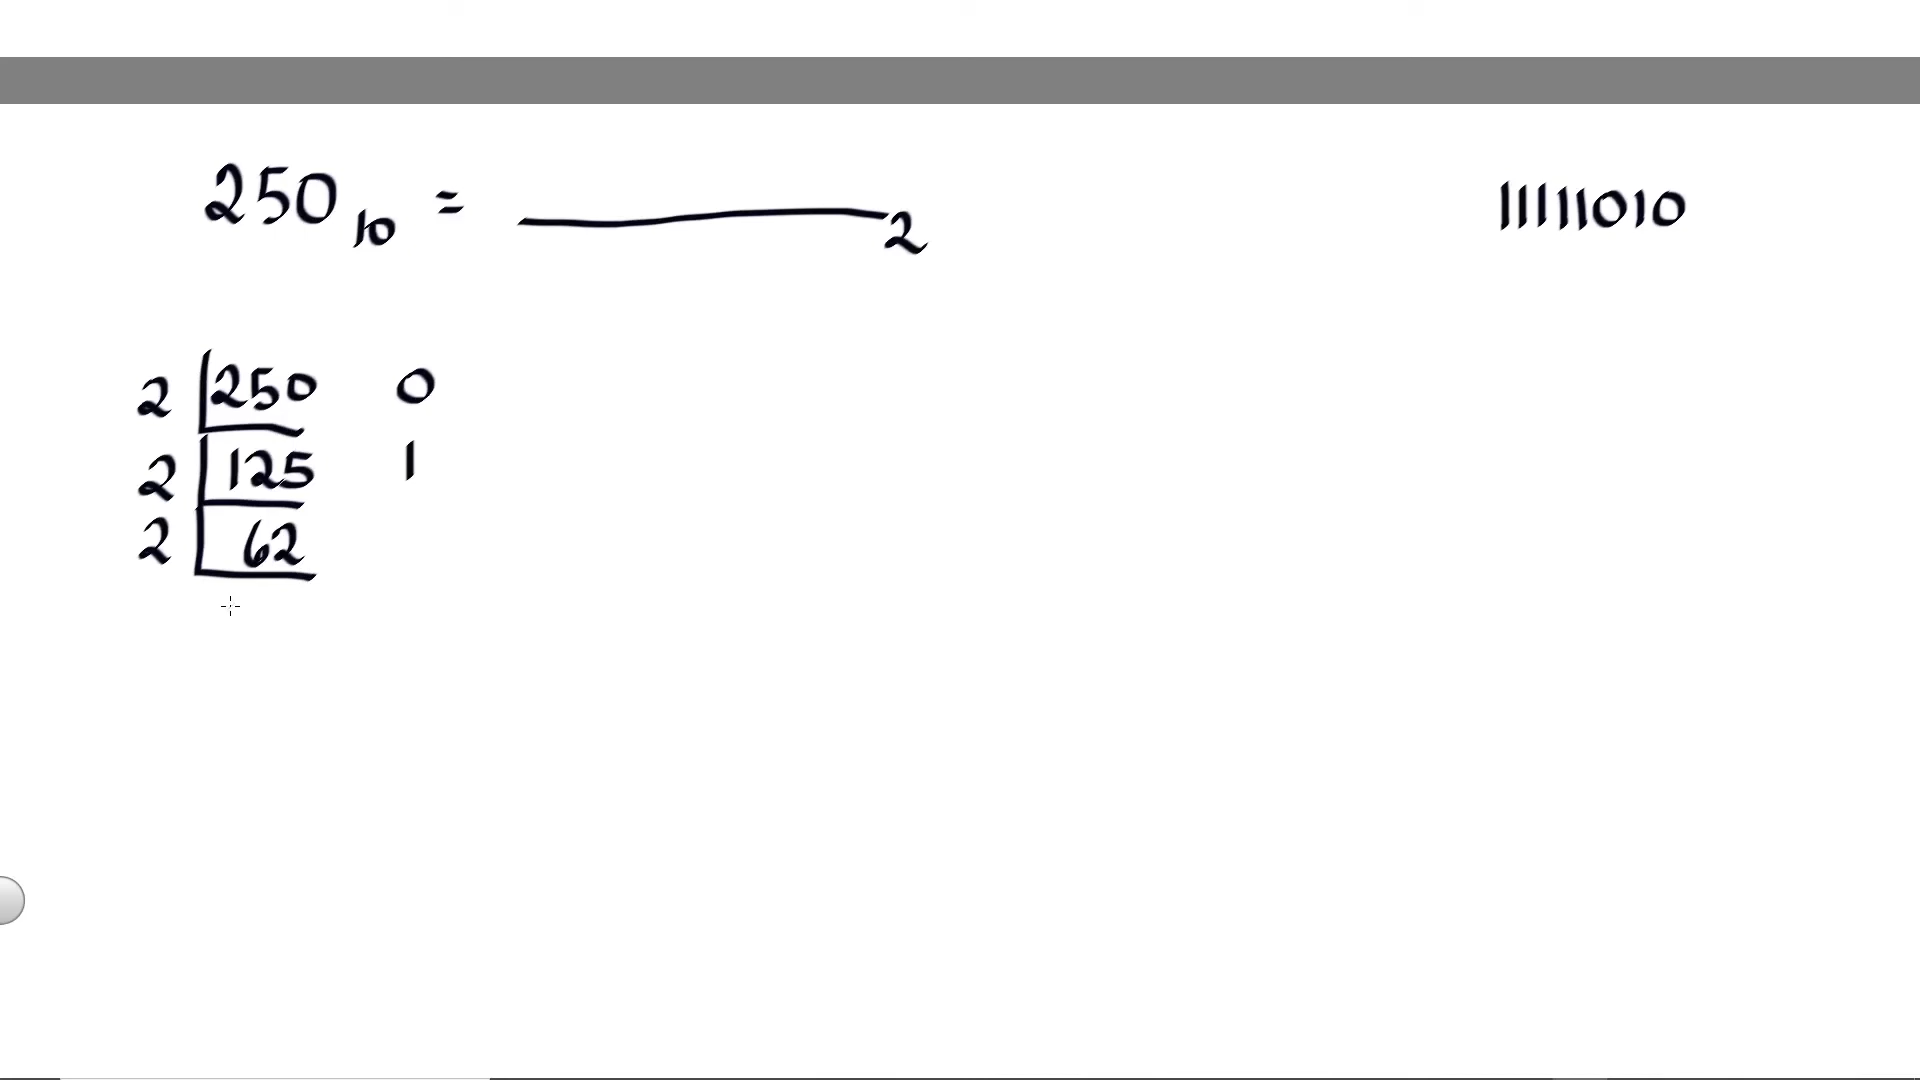 250₁₀ = ________₂ 11111010
2 250 0
2 125 1
2 62